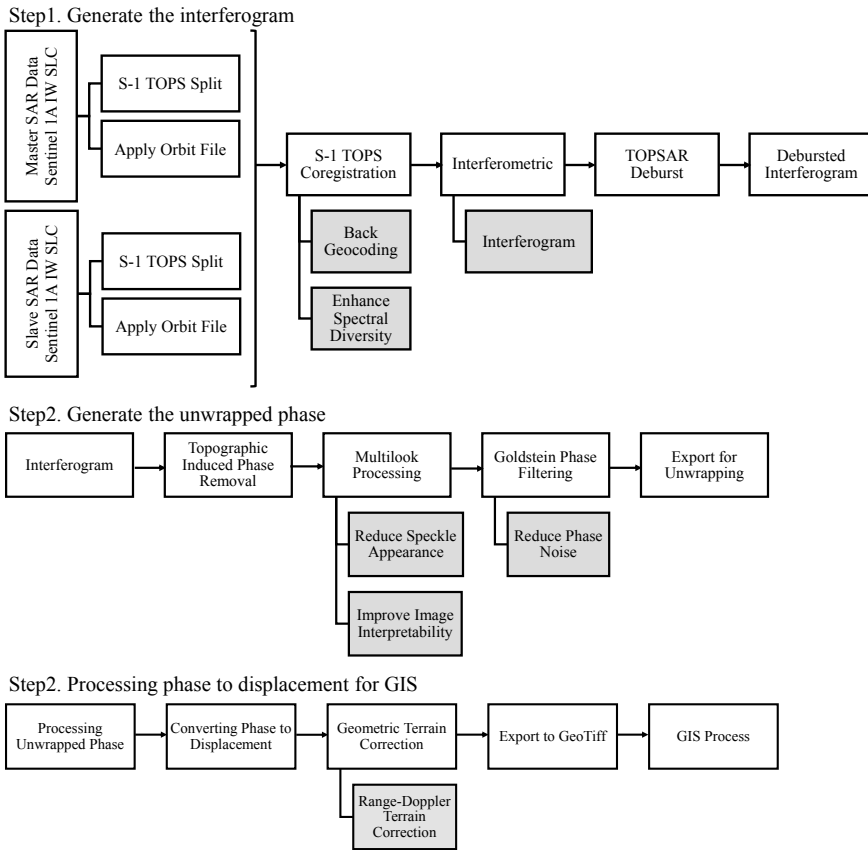 Step1. Generate the interferogram
Master SAR Data
Sentinel 1A IW SLC
S-1 TOPS Split
Apply Orbit File
Slave SAR Data
Sentinel 1A IW SLC
S-1 TOPS Split
Apply Orbit File
S-1 TOPS
Coregistration
Back
Geocoding
Enhance
Spectral
Diversity
Interferometric
Interferogram
TOPSAR
Deburst
Debursted
Interferogram
Step2. Generate the unwrapped phase
Interferogram
Topographic
Induced Phase
Removal
Multilook
Processing
Reduce Speckle
Appearance
Improve Image
Interpretability
Goldstein Phase
Filtering
Reduce Phase
Noise
Export for
Unwrapping
Step2. Processing phase to displacement for GIS
Processing
Unwrapped Phase
Converting Phase to
Displacement
Geometric Terrain
Correction
Range-Doppler
Terrain
Correction
Export to GeoTiff
GIS Process